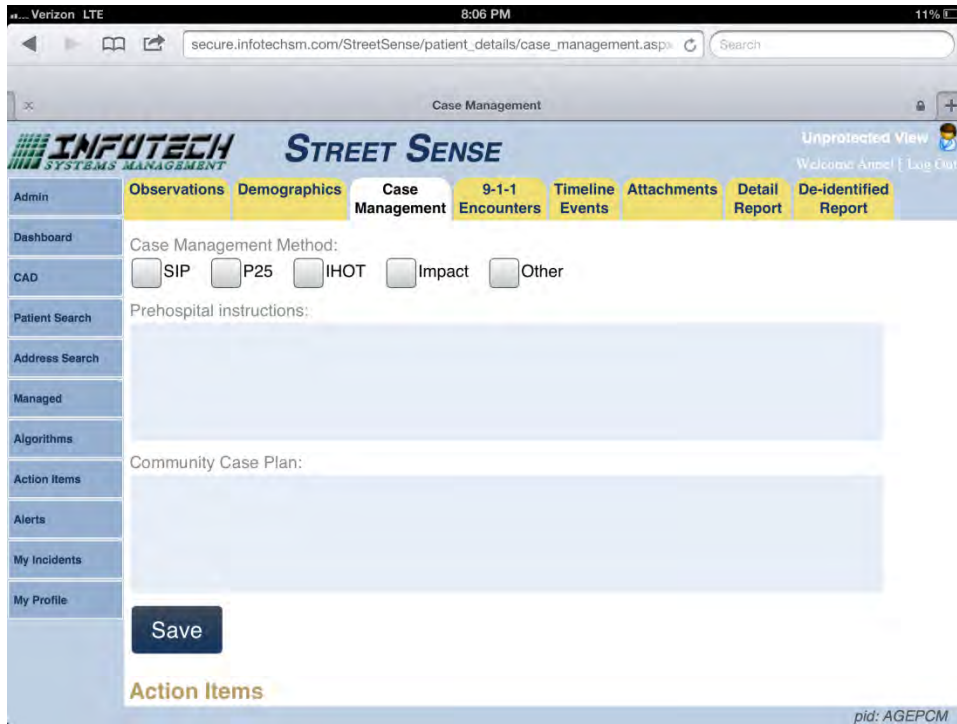 Verizon LTE 8:06 PM 11%
secure.infotechsm.com/StreetSense/patient_details/case_management.asp Search
Case Management
INFOTECH
SYSTEMS MANAGEMENT
STREET SENSE
Unprotected View
Welcome Annel | Log Out
Admin
Dashboard
CAD
Patient Search
Address Search
Managed
Algorithms
Action Items
Alerts
My Incidents
My Profile
Observations Demographics Case Management 9-1-1 Encounters Timeline Events Attachments Detail Report De-identified Report
Case Management Method:
SIP P25 IHOT Impact Other
Prehospital instructions:
Community Case Plan:
Save
Action Items
pid: AGEPCM